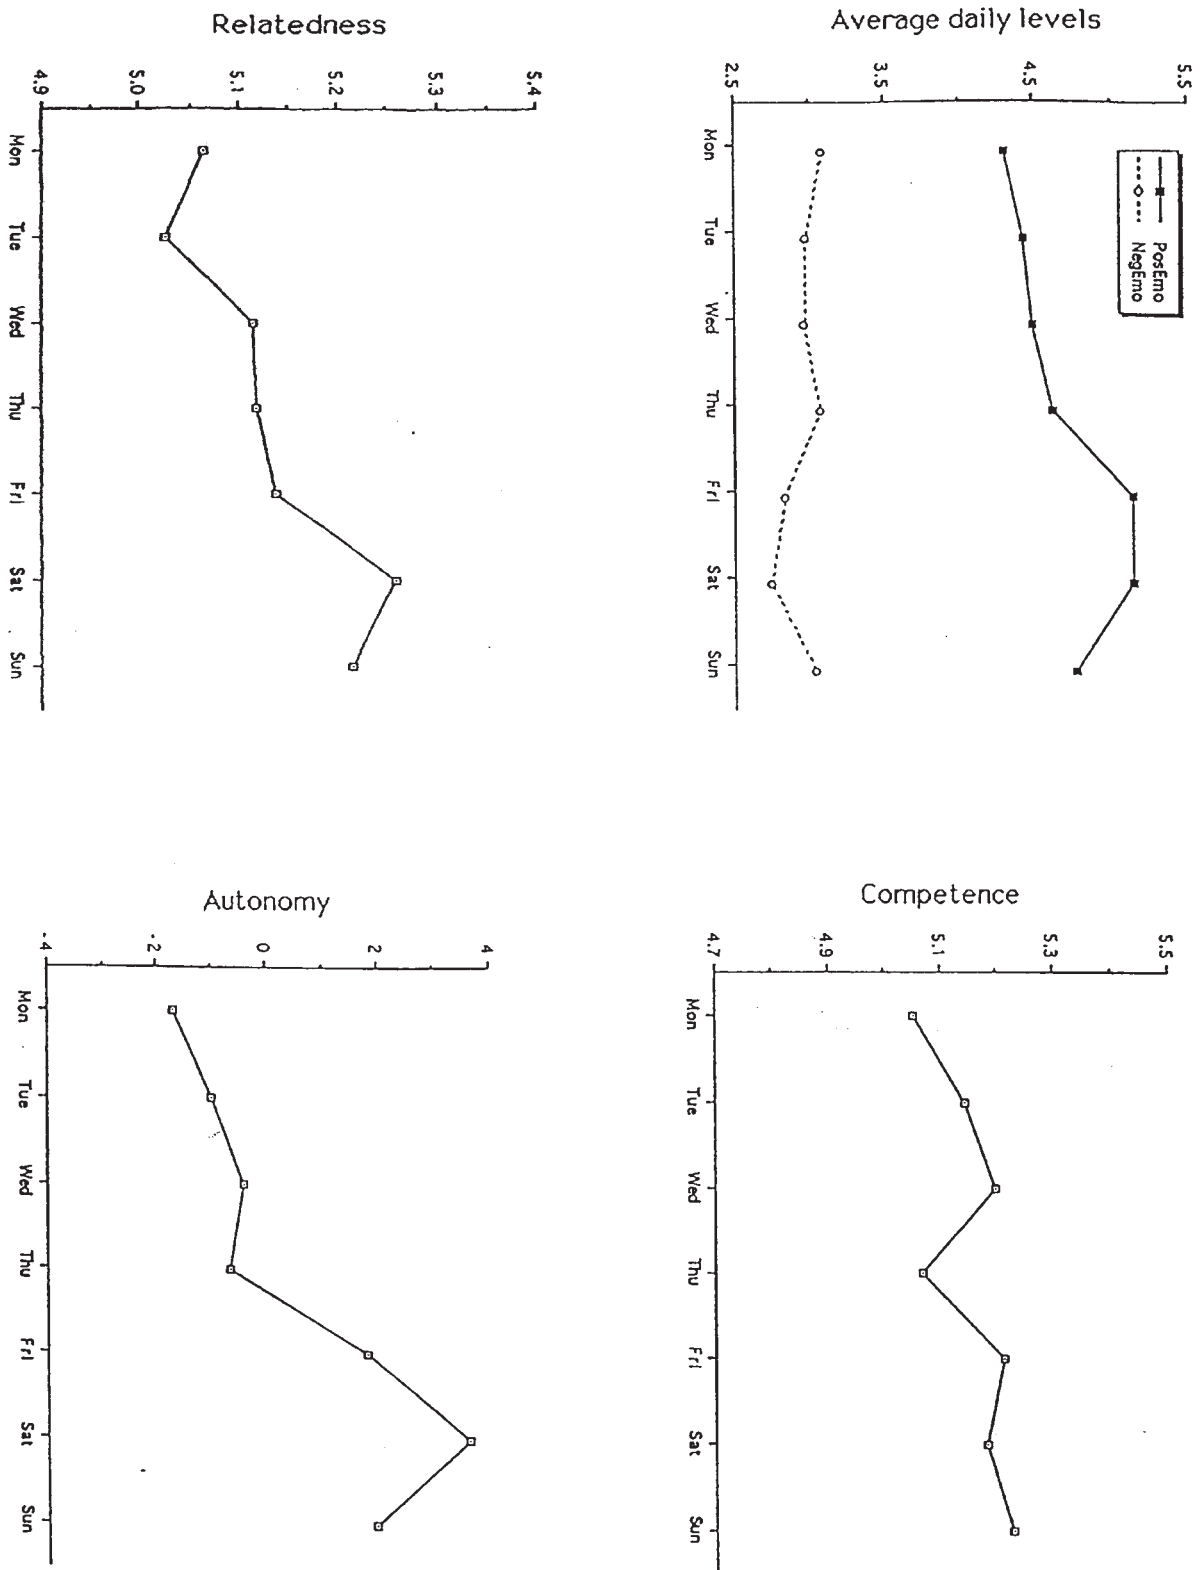 Average daily levels
5.5
4.5
3.5
2.5
PosEmo
NegEmo
Mon Tue Wed Thu Fri Sat Sun
Competence
5.5
5.3
5.1
4.9
4.7
Mon Tue Wed Thu Fri Sat Sun
Relatedness
5.4
5.3
5.2
5.1
5.0
4.9
Mon Tue Wed Thu Fri Sat Sun
Autonomy
4
2
0
-2
-4
Mon Tue Wed Thu Fri Sat Sun